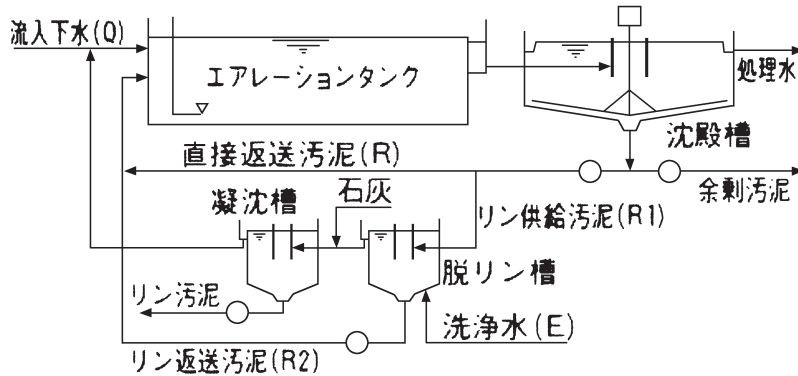 流入下水(Q)
エアレーションタンク
処理水
沈殿槽
直接返送汚泥(R)
余剰汚泥
凝沈槽
石灰
リン供給汚泥(R1)
脱リン槽
リン汚泥
洗浄水(E)
リン返送汚泥(R2)